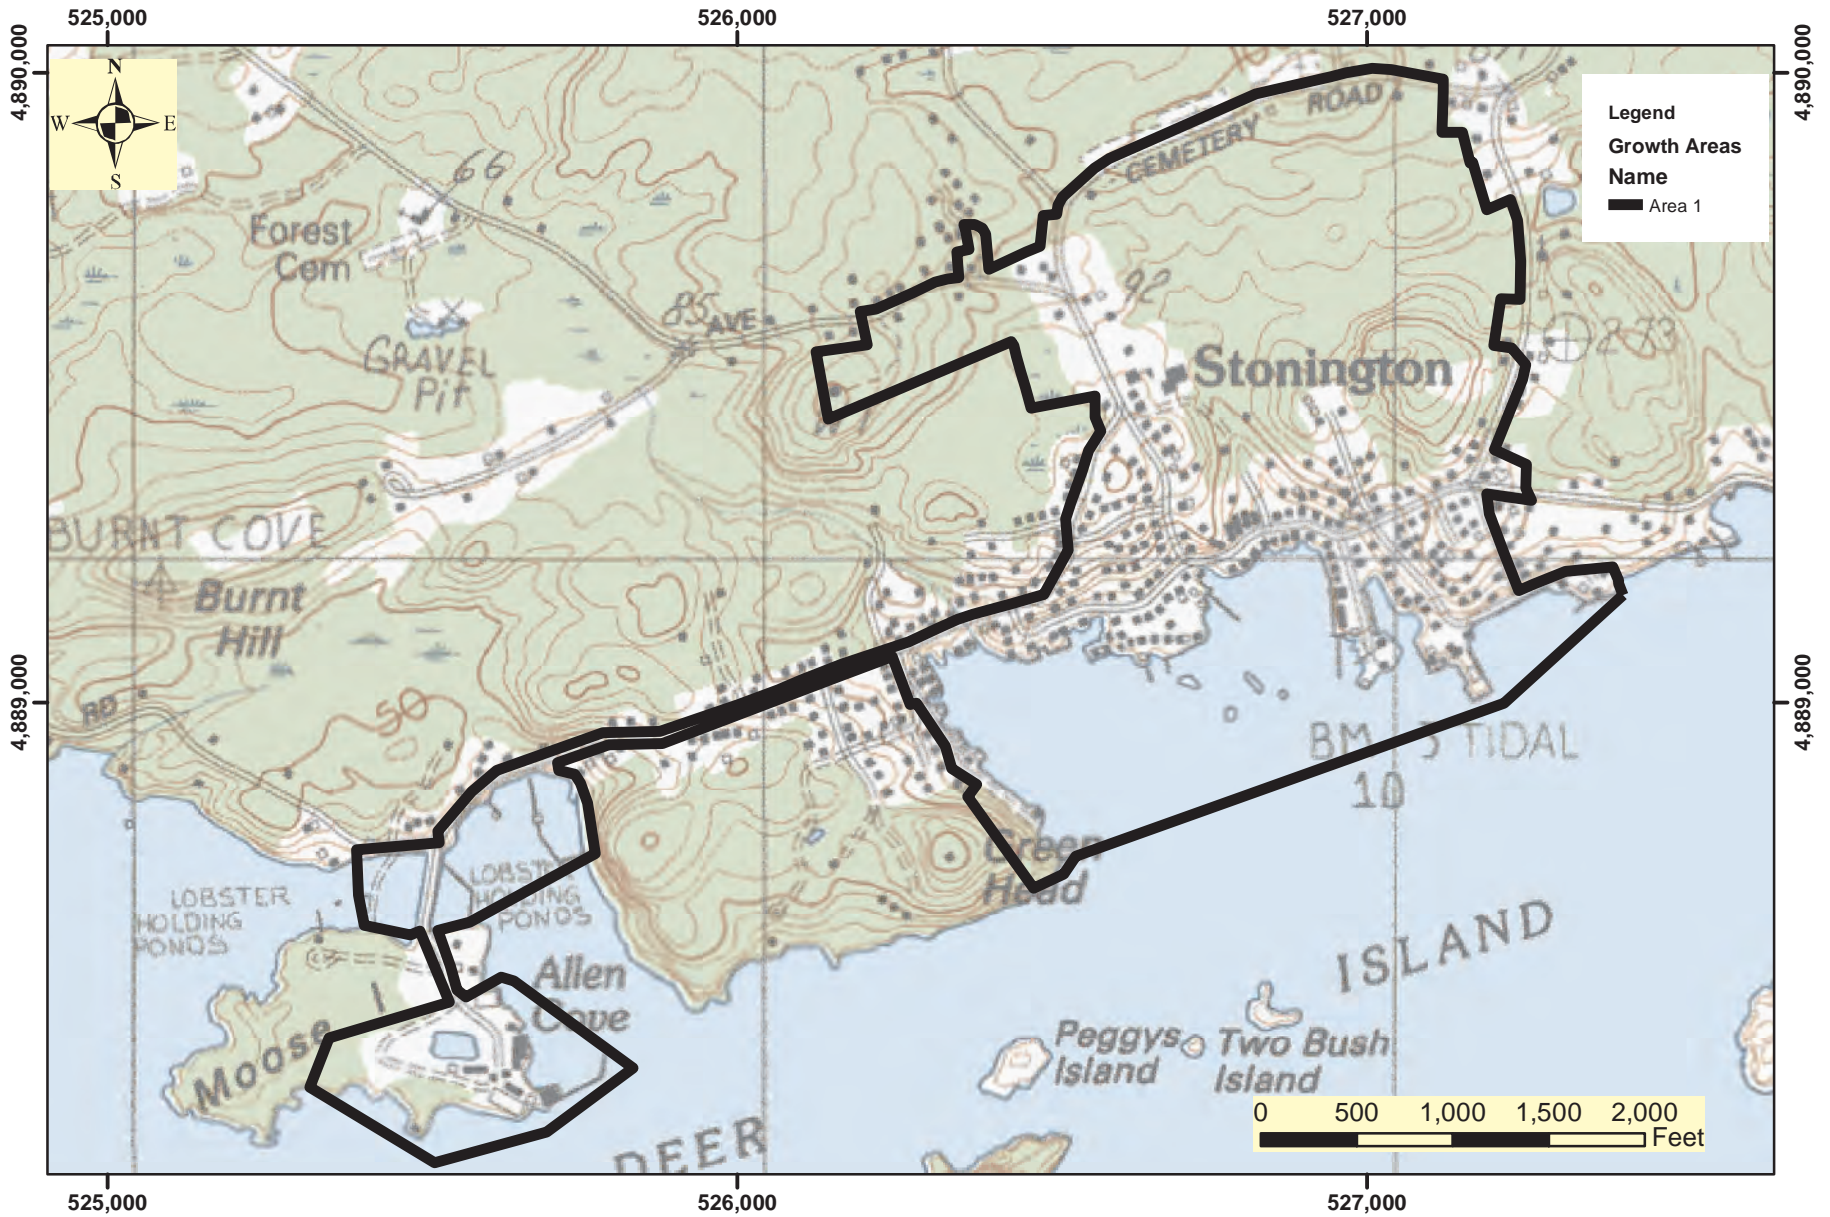 525,000
526,000
527,000
4,890,000
4,890,000
N
W
E
S
Legend
Growth Areas
Name
Area 1
CEMETERY ROAD
66
Forest
Cem
92
85
AVE
GRAVEL
Pit
Stonington
273
BURNT COVE
Burnt
Hill
4,889,000
4,889,000
RD
50
BM 3 TIDAL
10
Green
Head
LOBSTER
HOLDING
PONDS
LOBSTER
HOLDING
PONDS
Allen
Cove
Moose
ISLAND
Peggys
Island
Two Bush
Island
DEER
0
500
1,000
1,500
2,000
Feet
525,000
526,000
527,000